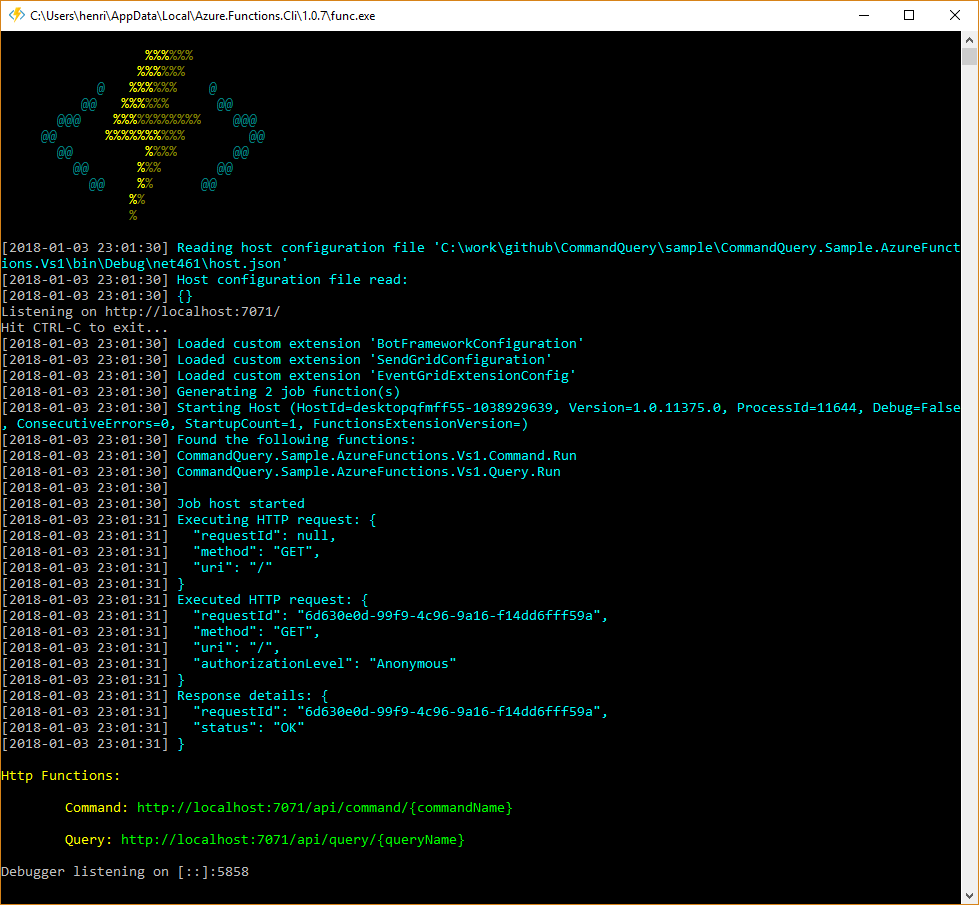 C:\Users\henri\AppData\Local\Azure.Functions.Cli\1.0.7\func.exe
                  %%%%%%
                 %%%%%%
            @   %%%%%%    @
          @@   %%%%%%      @@
       @@@    %%%%%%%%%%%    @@@
     @@      %%%%%%%%%%        @@
       @@         %%%%       @@
         @@      %%%       @@
           @@    %%      @@
                %%
                %
[2018-01-03 23:01:30] Reading host configuration file 'C:\work\github\CommandQuery\sample\CommandQuery.Sample.AzureFunct
ions.Vs1\bin\Debug\net461\host.json'
[2018-01-03 23:01:30] Host configuration file read:
[2018-01-03 23:01:30] {}
Listening on http://localhost:7071/
Hit CTRL-C to exit...
[2018-01-03 23:01:30] Loaded custom extension 'BotFrameworkConfiguration'
[2018-01-03 23:01:30] Loaded custom extension 'SendGridConfiguration'
[2018-01-03 23:01:30] Loaded custom extension 'EventGridExtensionConfig'
[2018-01-03 23:01:30] Generating 2 job function(s)
[2018-01-03 23:01:30] Starting Host (HostId=desktopqfmff55-1038929639, Version=1.0.11375.0, ProcessId=11644, Debug=False
, ConsecutiveErrors=0, StartupCount=1, FunctionsExtensionVersion=)
[2018-01-03 23:01:30] Found the following functions:
[2018-01-03 23:01:30] CommandQuery.Sample.AzureFunctions.Vs1.Command.Run
[2018-01-03 23:01:30] CommandQuery.Sample.AzureFunctions.Vs1.Query.Run
[2018-01-03 23:01:30]
[2018-01-03 23:01:30] Job host started
[2018-01-03 23:01:31] Executing HTTP request: {
[2018-01-03 23:01:31]   "requestId": null,
[2018-01-03 23:01:31]   "method": "GET",
[2018-01-03 23:01:31]   "uri": "/"
[2018-01-03 23:01:31] }
[2018-01-03 23:01:31] Executed HTTP request: {
[2018-01-03 23:01:31]   "requestId": "6d630e0d-99f9-4c96-9a16-f14dd6fff59a",
[2018-01-03 23:01:31]   "method": "GET",
[2018-01-03 23:01:31]   "uri": "/",
[2018-01-03 23:01:31]   "authorizationLevel": "Anonymous"
[2018-01-03 23:01:31] }
[2018-01-03 23:01:31] Response details: {
[2018-01-03 23:01:31]   "requestId": "6d630e0d-99f9-4c96-9a16-f14dd6fff59a",
[2018-01-03 23:01:31]   "status": "OK"
[2018-01-03 23:01:31] }
Http Functions:
        Command: http://localhost:7071/api/command/{commandName}
        Query: http://localhost:7071/api/query/{queryName}
Debugger listening on [::]:5858